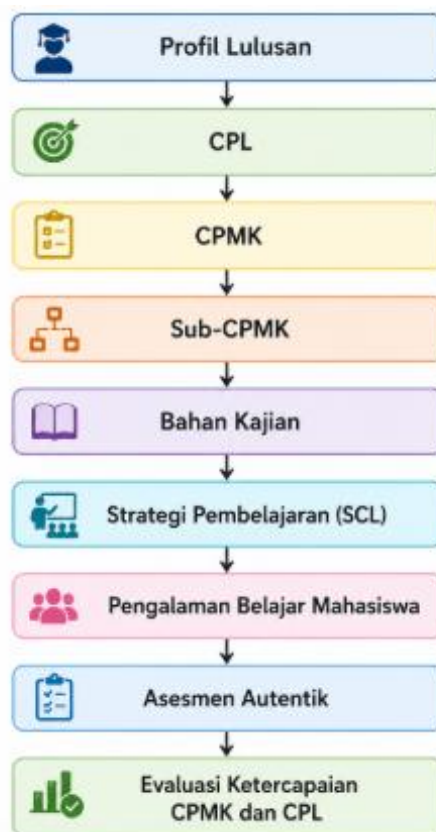 Profil Lulusan
CPL
CPMK
Sub-CPMK
Bahan Kajian
Strategi Pembelajaran (SCL)
Pengalaman Belajar Mahasiswa
Asesmen Autentik
Evaluasi Ketercapaian
CPMK dan CPL